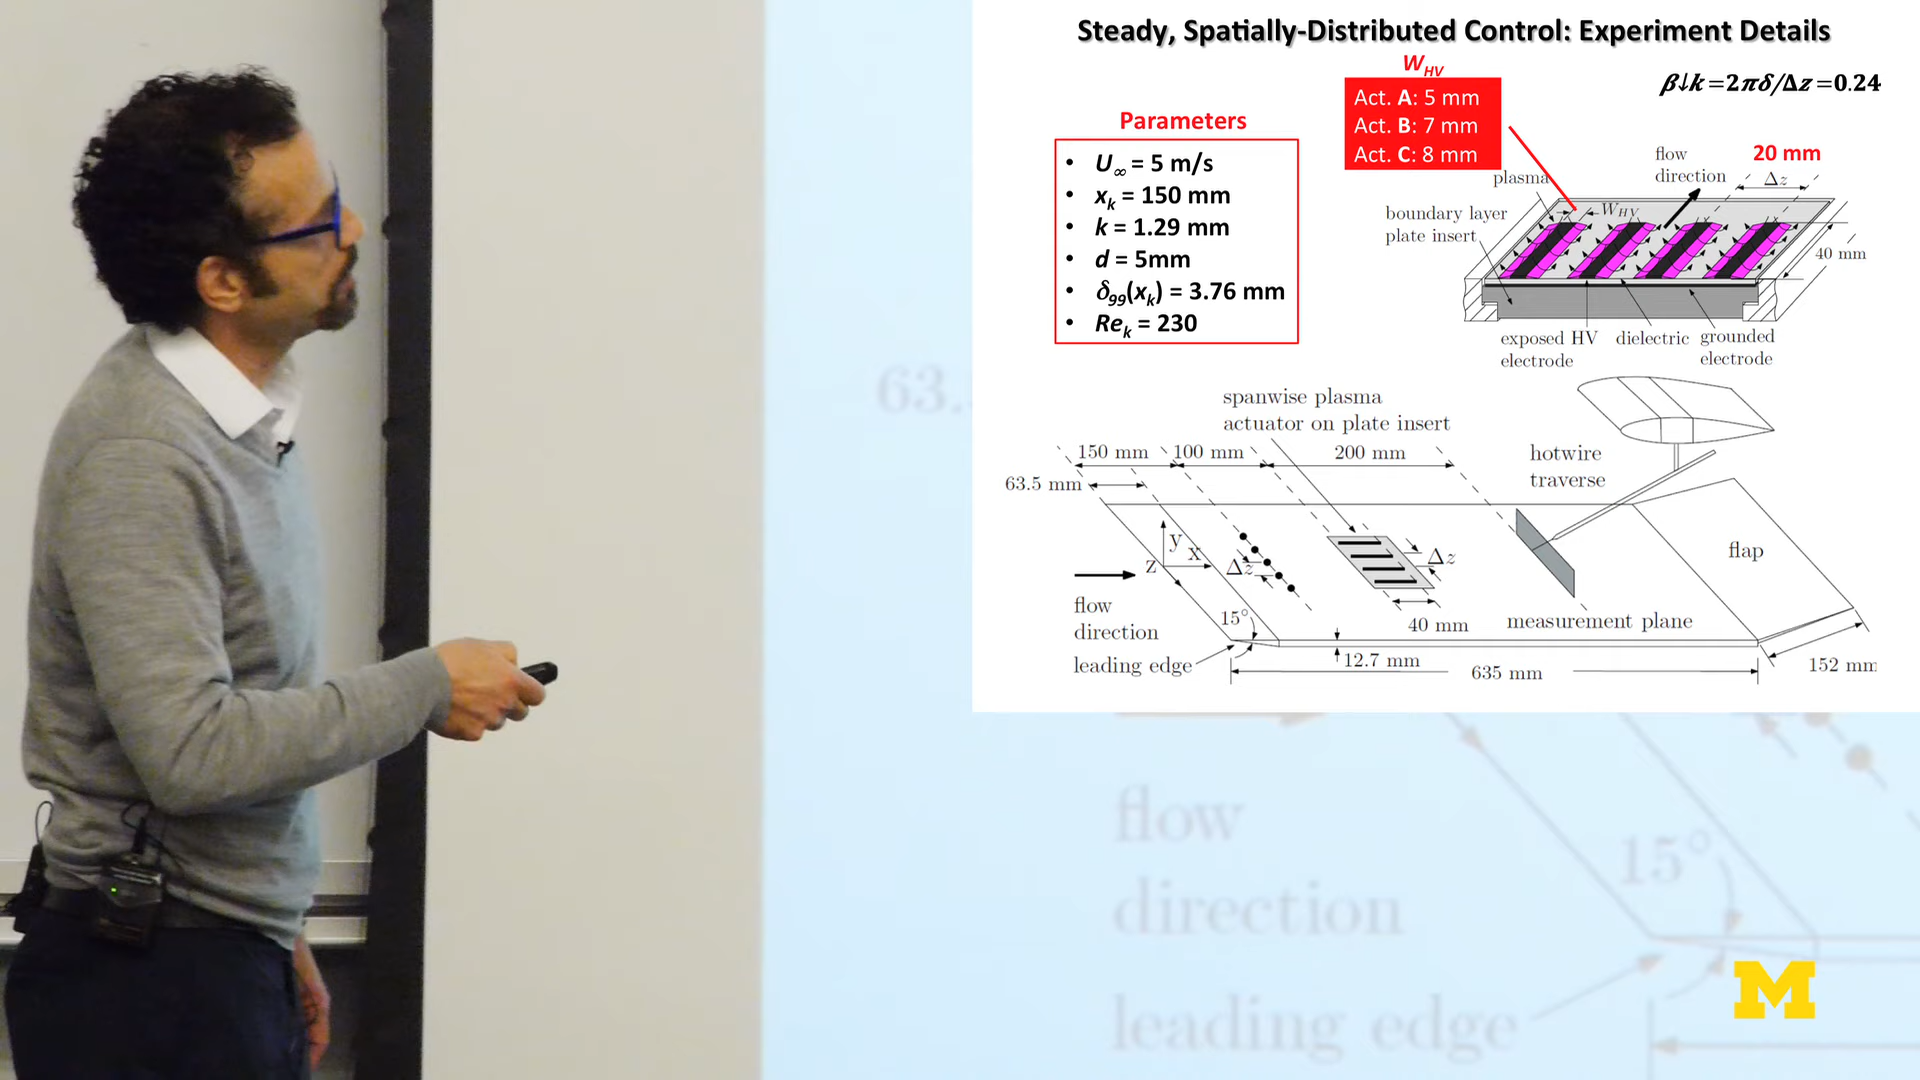 Steady, Spatially-Distributed Control: Experiment Details
W_HV
Act. A: 5 mm
Act. B: 7 mm
Act. C: 8 mm
β↓k =2πδ/Δz =0.24
Parameters
• U∞ = 5 m/s
• x_k = 150 mm
• k = 1.29 mm
• d = 5mm
• δ_99(x_k) = 3.76 mm
• Re_k = 230
plasma
flow
direction
20 mm
Δz
boundary layer
plate insert
W_HV
40 mm
exposed HV
electrode
dielectric
grounded
electrode
spanwise plasma
actuator on plate insert
150 mm
100 mm
200 mm
63.5 mm
hotwire
traverse
y
x
z
Δz
Δz
flap
flow
direction
15°
40 mm
measurement plane
leading edge
12.7 mm
635 mm
152 mm
63.
flow
direction
15°
leading edge
M